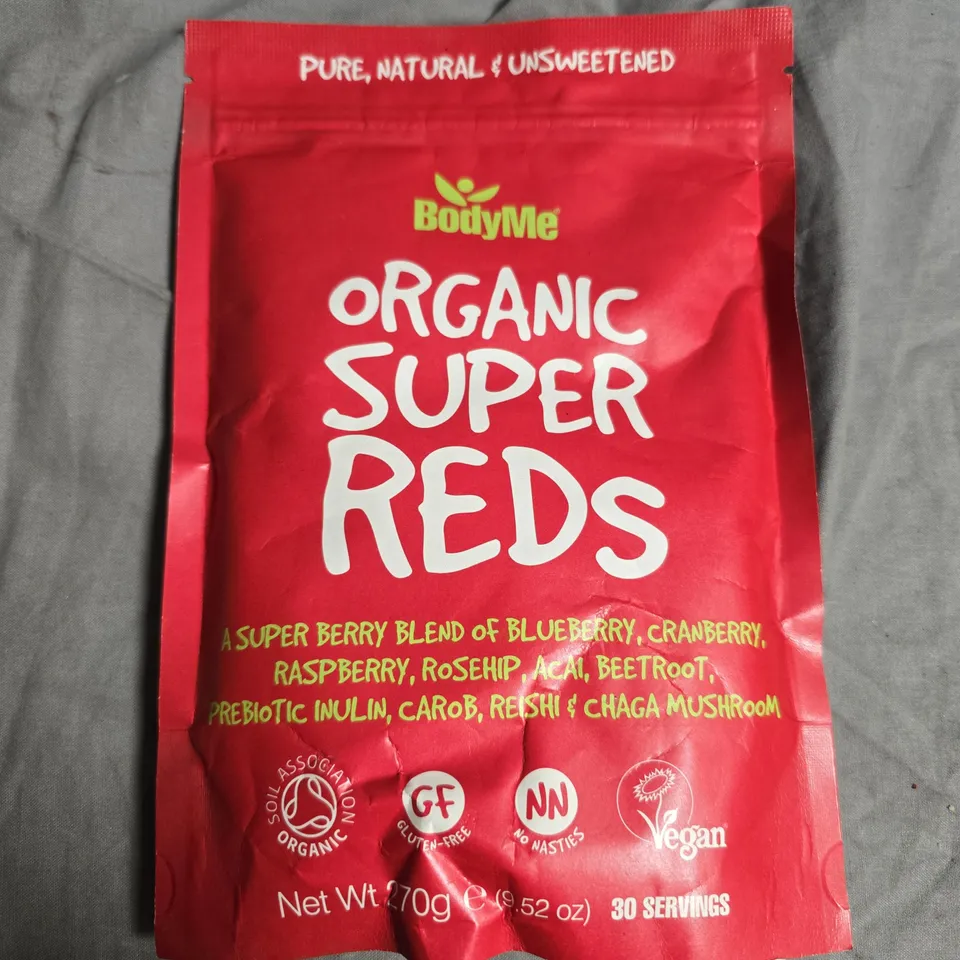 PURE, NATURAL & UNSWEETENED
BodyMe
ORGANIC
SUPER
REDS
A SUPER BERRY BLEND OF BLUEBERRY, CRANBERRY,
RASPBERRY, ROSEHIP, ACAI, BEETROOT,
PREBIOTIC INULIN, CAROB, REISHI & CHAGA MUSHROOM
SOIL ASSOCIATION
ORGANIC
GF
GLUTEN-FREE
NN
NO NASTIES
Vegan
Net Wt 270g ℮ (9.52 oz) 30 SERVINGS